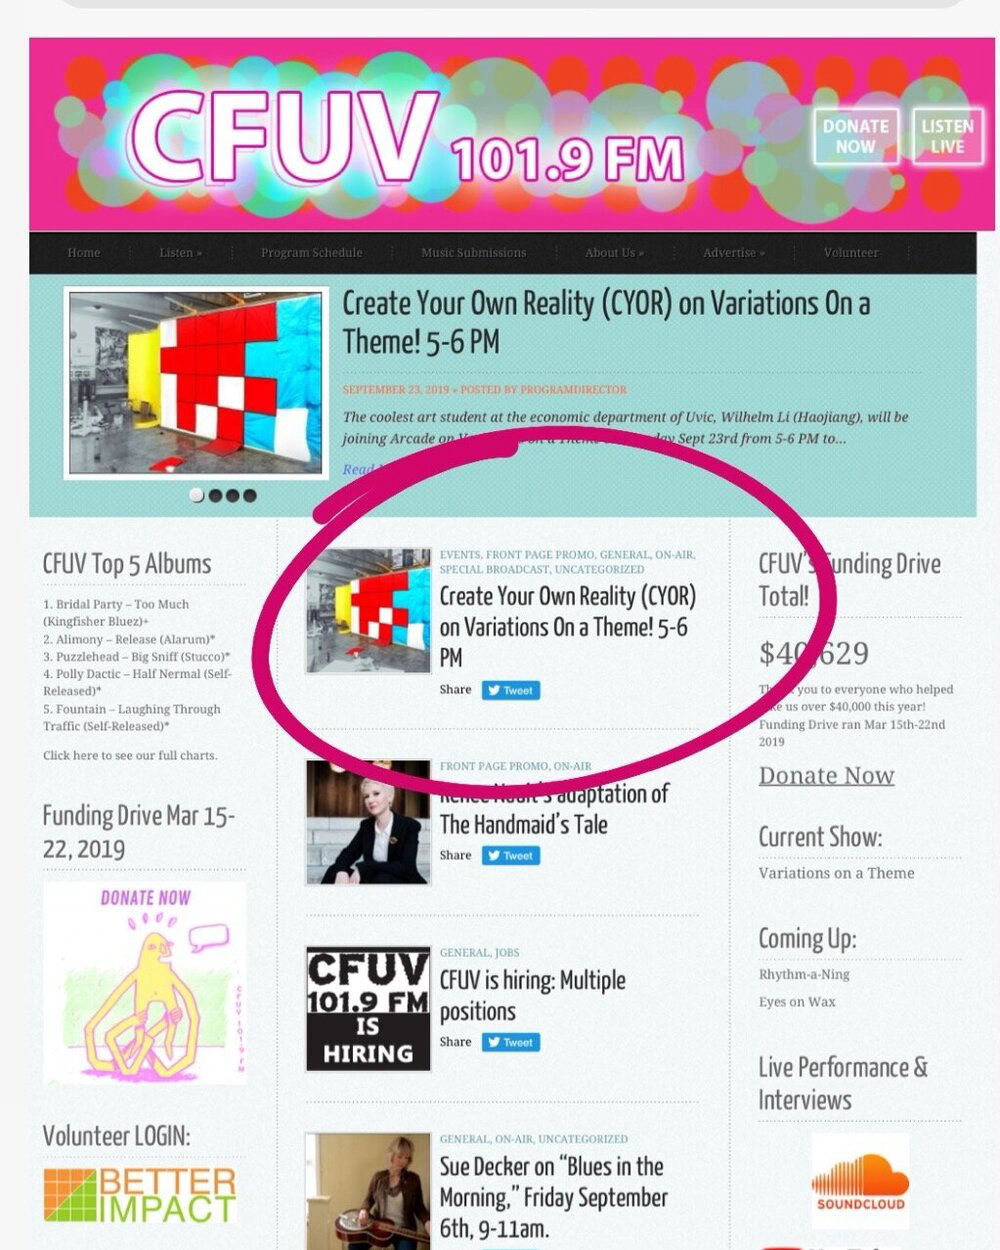 CFUV 101.9 FM
DONATE NOW
LISTEN LIVE
Home
Listen »
Program Schedule
Music Submissions
About Us »
Advertise »
Volunteer
Create Your Own Reality (CYOR) on Variations On a
Theme! 5-6 PM
SEPTEMBER 23, 2019 » POSTED BY PROGRAMDIRECTOR
The coolest art student at the economic department of Uvic, Wilhelm Li (Haojiang), will be
joining Arcade on a Theme Sept 23rd from 5-6 PM to...
Read
CFUV Top 5 Albums
1. Bridal Party – Too Much
(Kingfisher Bluez)+
2. Alimony – Release (Alarum)*
3. Puzzlehead – Big Sniff (Stucco)*
4. Polly Dactic – Half Nermal (Self-
Released)*
5. Fountain – Laughing Through
Traffic (Self-Released)*
Click here to see our full charts.
Funding Drive Mar 15-
22, 2019
DONATE NOW
CFUV 101.9 FM
Volunteer LOGIN:
BETTER
IMPACT
EVENTS, FRONT PAGE PROMO, GENERAL, ON-AIR,
SPECIAL BROADCAST, UNCATEGORIZED
Create Your Own Reality (CYOR)
on Variations On a Theme! 5-6
PM
Share Tweet
FRONT PAGE PROMO, ON-AIR
Renee Nault's adaptation of
The Handmaid's Tale
Share Tweet
CFUV
101.9 FM
IS
HIRING
GENERAL, JOBS
CFUV is hiring: Multiple
positions
Share Tweet
GENERAL, ON-AIR, UNCATEGORIZED
Sue Decker on “Blues in the
Morning,” Friday September
6th, 9-11am.
CFUV's Funding Drive
Total!
$40,629
Thank you to everyone who helped
take us over $40,000 this year!
Funding Drive ran Mar 15th-22nd
2019
Donate Now
Current Show:
Variations on a Theme
Coming Up:
Rhythm-a-Ning
Eyes on Wax
Live Performance &
Interviews
SOUNDCLOUD